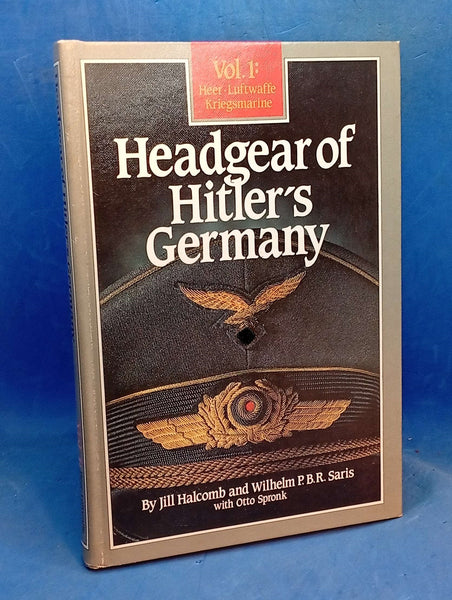 Vol. 1:
Heer · Luftwaffe
Kriegsmarine
Headgear of
Hitler's
Germany
By Jill Halcomb and Wilhelm P.B.R. Saris
with Otto Spronk